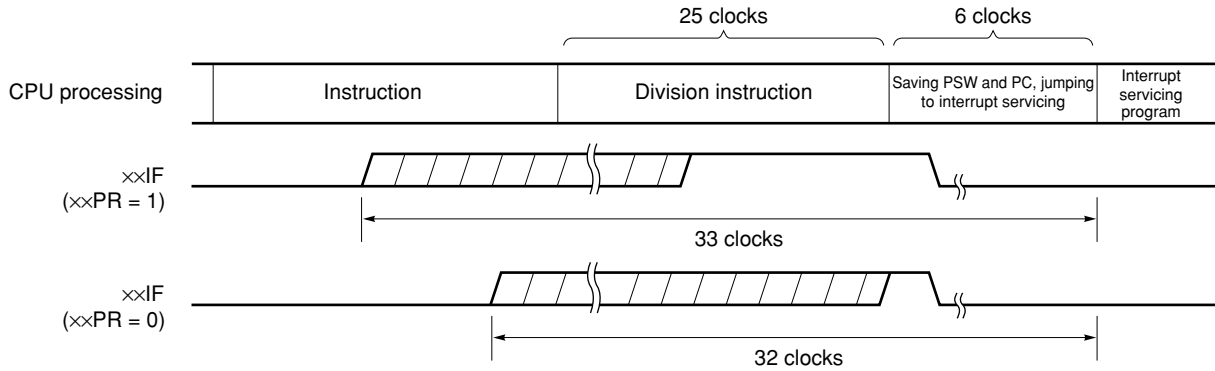 25 clocks
6 clocks
CPU processing
Instruction
Division instruction
Saving PSW and PC, jumping
to interrupt servicing
Interrupt
servicing
program
××IF
(××PR = 1)
33 clocks
××IF
(××PR = 0)
32 clocks